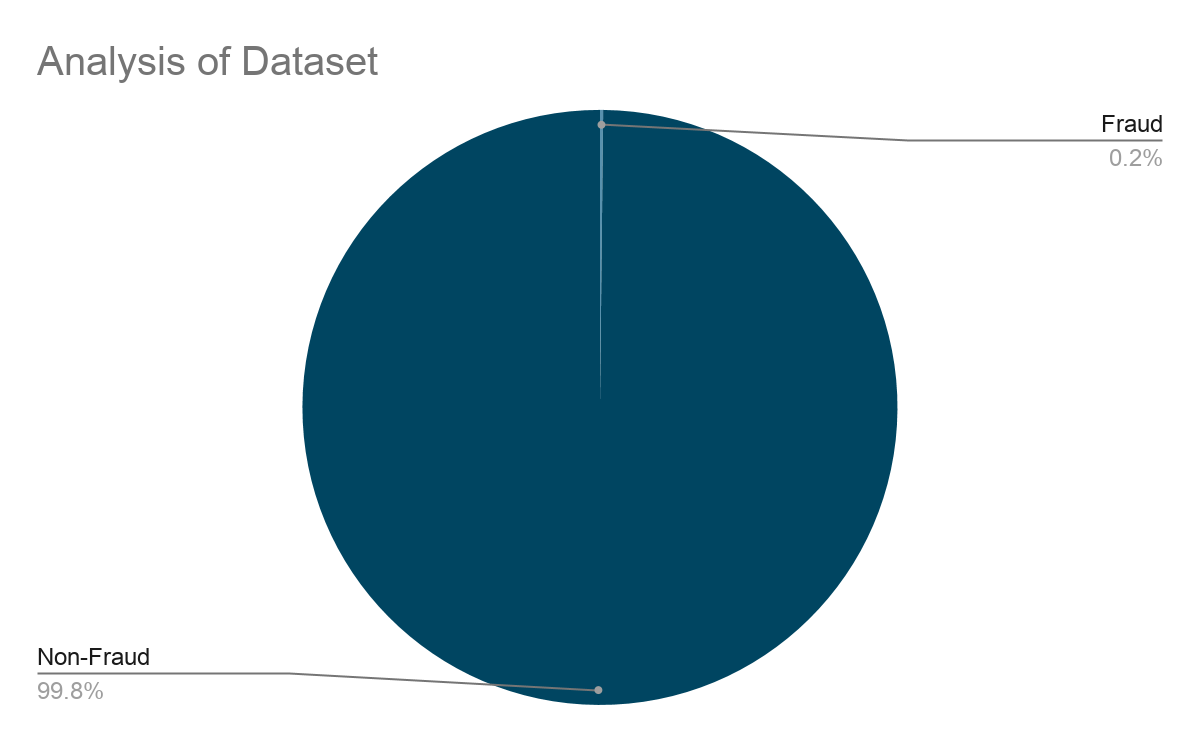 Analysis of Dataset
Fraud
0.2%
Non-Fraud
99.8%